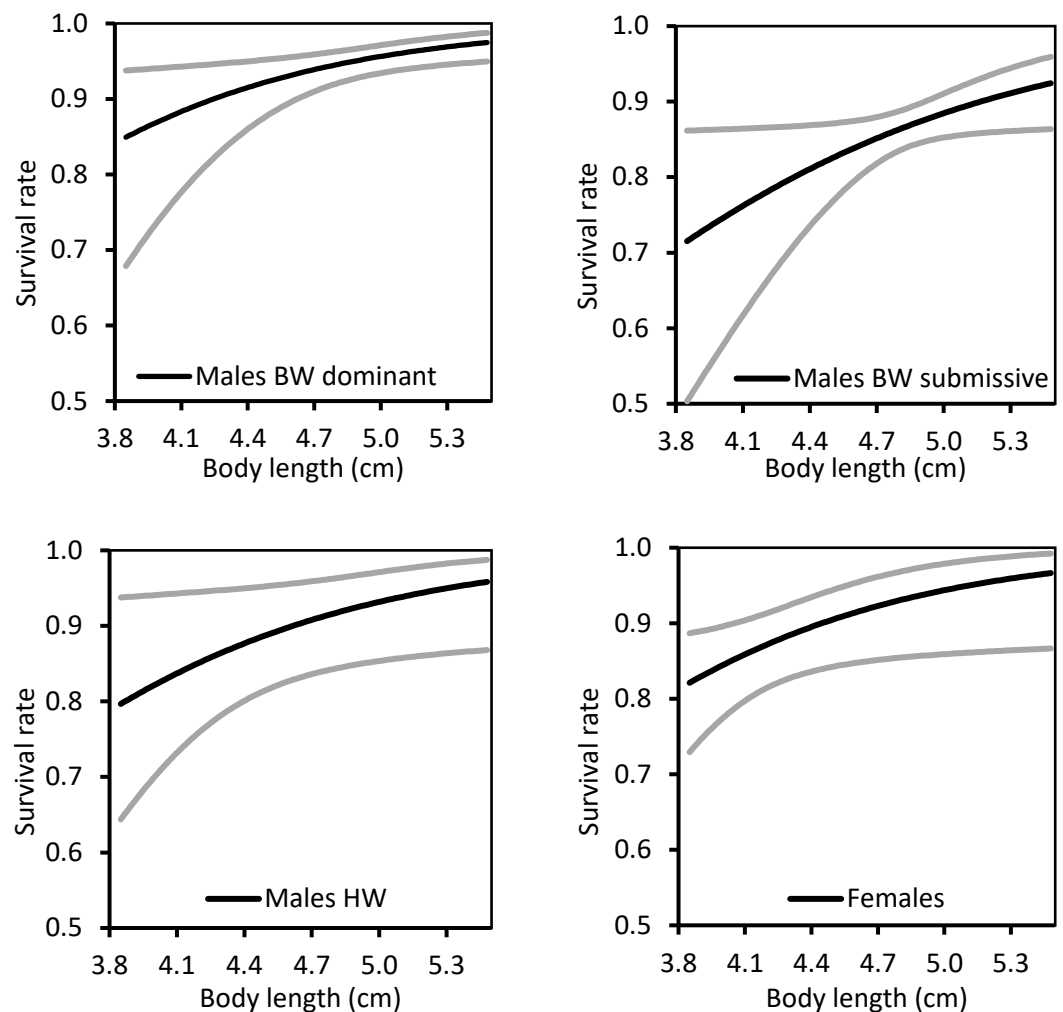 1.0
0.9
0.8
0.7
0.6
0.5
Survival rate
Males BW dominant
3.8 4.1 4.4 4.7 5.0 5.3
Body length (cm)
1.0
0.9
0.8
0.7
0.6
0.5
Survival rate
Males BW submissive
3.8 4.1 4.4 4.7 5.0 5.3
Body length (cm)
1.0
0.9
0.8
0.7
0.6
0.5
Survival rate
Males HW
3.8 4.1 4.4 4.7 5.0 5.3
Body length (cm)
1.0
0.9
0.8
0.7
0.6
0.5
Survival rate
Females
3.8 4.1 4.4 4.7 5.0 5.3
Body length (cm)